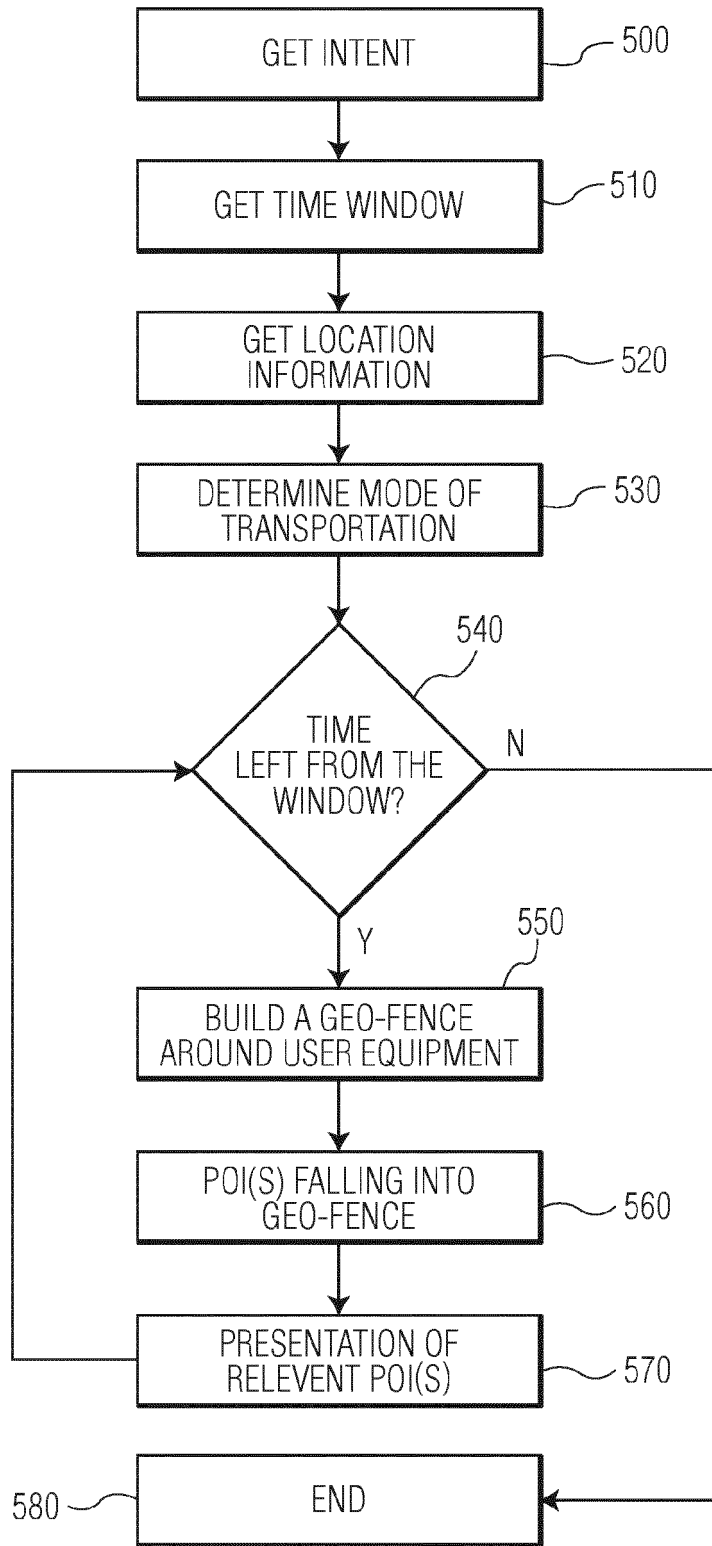 GET INTENT
500
GET TIME WINDOW
510
GET LOCATION
INFORMATION
520
DETERMINE MODE OF
TRANSPORTATION
530
540
TIME
LEFT FROM THE
WINDOW?
N
Y
550
BUILD A GEO-FENCE
AROUND USER EQUIPMENT
POI(S) FALLING INTO
GEO-FENCE
560
PRESENTATION OF
RELEVENT POI(S)
570
END
580